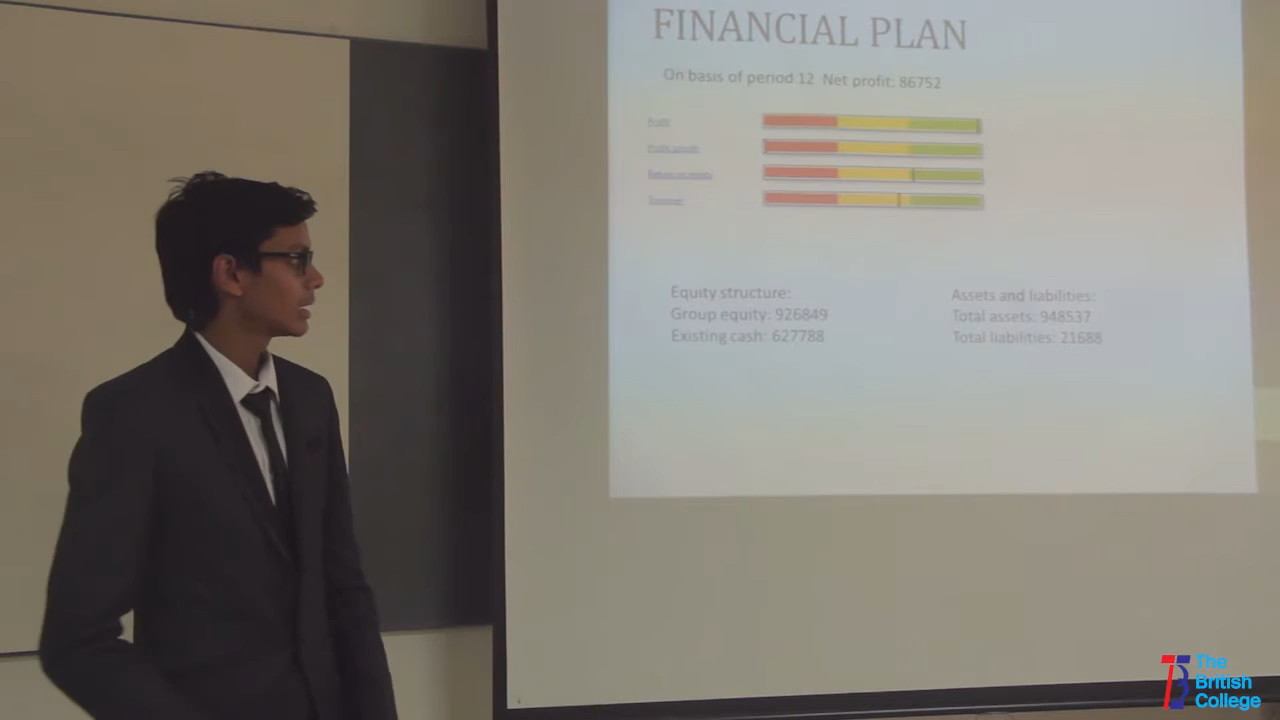 FINANCIAL PLAN
On basis of period 12 Net profit: 86752
Profit
Equity structure:
Group equity: 926849
Existing cash: 627788
Assets and liabilities:
Total assets: 948537
Total liabilities: 21688
The
British
College